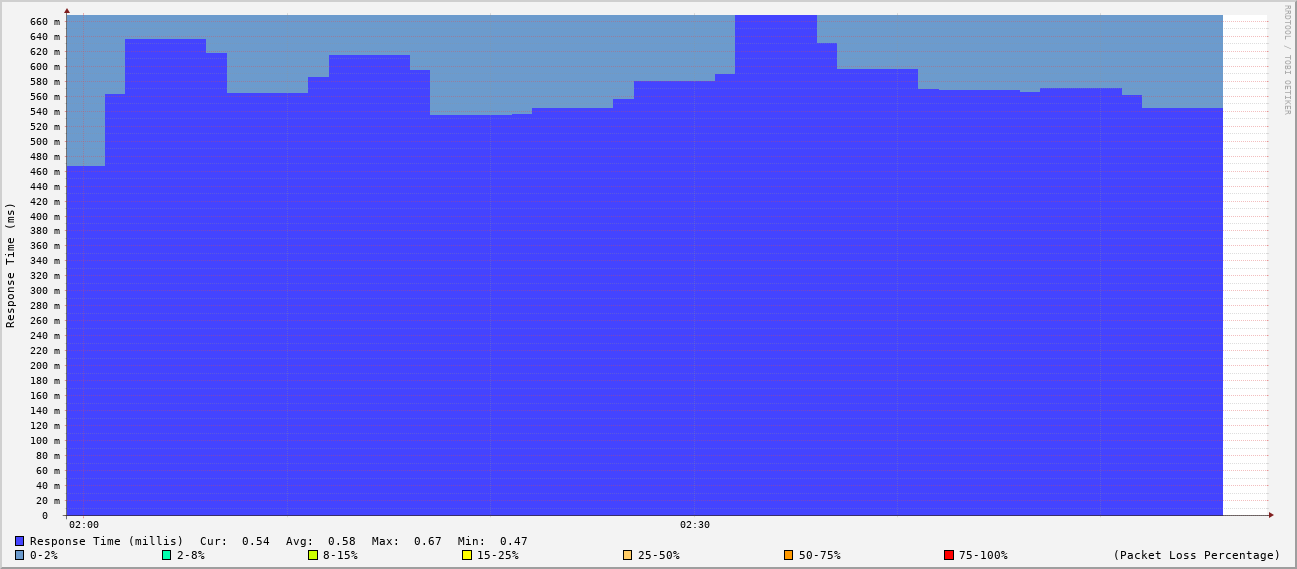 RRDTOOL / TOBI OETIKER
Response Time (ms)
660 m
640 m
620 m
600 m
580 m
560 m
540 m
520 m
500 m
480 m
460 m
440 m
420 m
400 m
380 m
360 m
340 m
320 m
300 m
280 m
260 m
240 m
220 m
200 m
180 m
160 m
140 m
120 m
100 m
80 m
60 m
40 m
20 m
0
02:00 02:30
Response Time (millis) Cur: 0.54 Avg: 0.58 Max: 0.67 Min: 0.47
0-2% 2-8% 8-15% 15-25% 25-50% 50-75% 75-100% (Packet Loss Percentage)